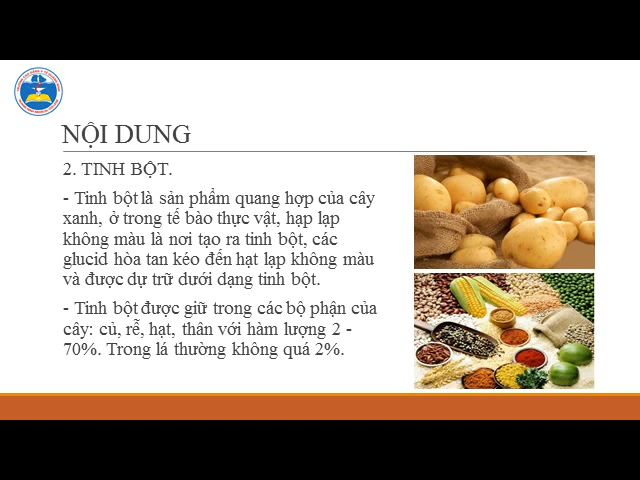 NỘI DUNG
2. TINH BỘT.
- Tinh bột là sản phẩm quang hợp của cây
xanh, ở trong tế bào thực vật, hạp lạp
không màu là nơi tạo ra tinh bột, các
glucid hòa tan kéo đến hạt lạp không màu
và được dự trữ dưới dạng tinh bột.
- Tinh bột được giữ trong các bộ phận của
cây: củ, rễ, hạt, thân với hàm lượng 2 -
70%. Trong lá thường không quá 2%.